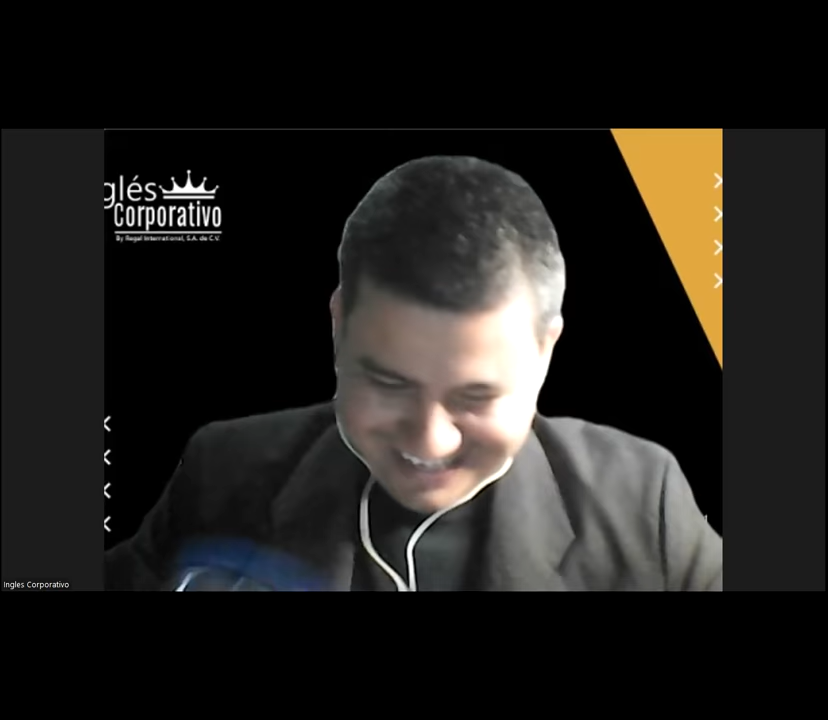 glés
Corporativo
By Regal International, S.A. de C.V.
Ingles Corporativo